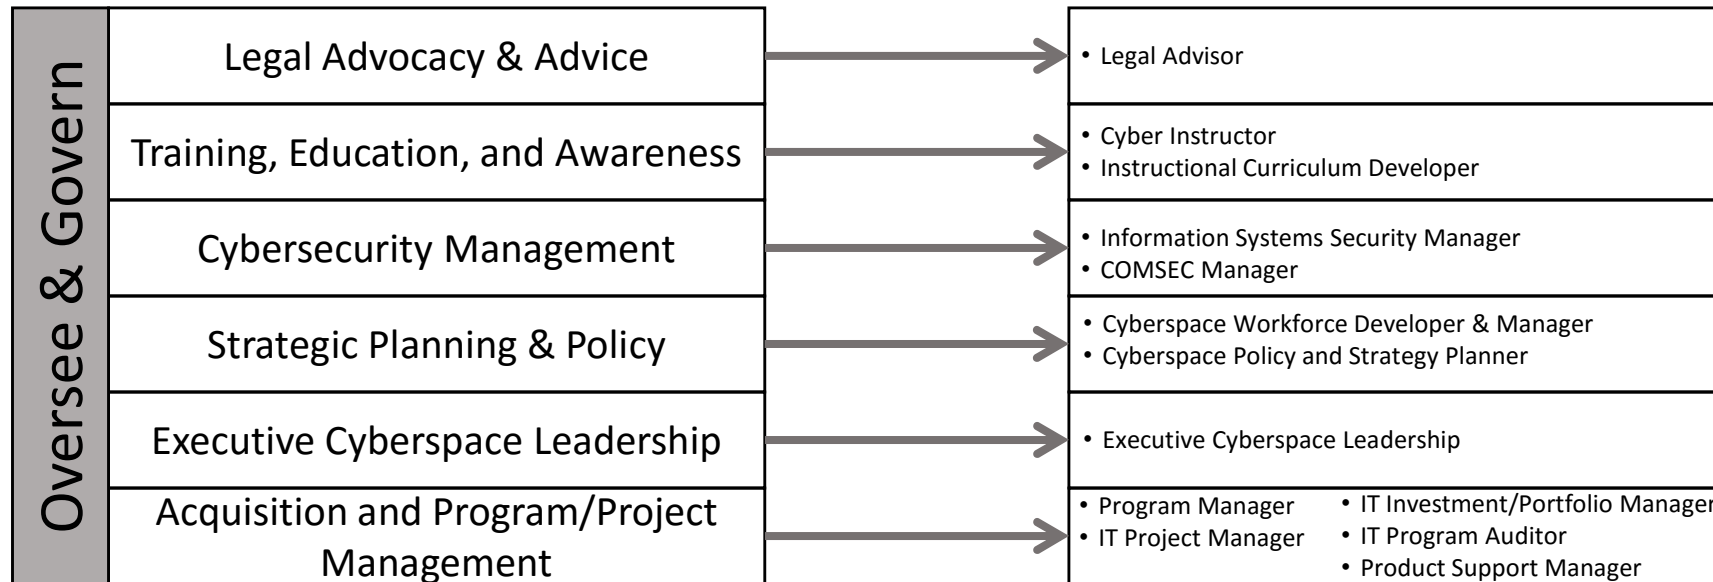 Oversee & Govern
Legal Advocacy & Advice
• Legal Advisor
Training, Education, and Awareness
• Cyber Instructor
• Instructional Curriculum Developer
Cybersecurity Management
• Information Systems Security Manager
• COMSEC Manager
Strategic Planning & Policy
• Cyberspace Workforce Developer & Manager
• Cyberspace Policy and Strategy Planner
Executive Cyberspace Leadership
• Executive Cyberspace Leadership
Acquisition and Program/Project
Management
• Program Manager
• IT Project Manager
• IT Investment/Portfolio Manager
• IT Program Auditor
• Product Support Manager